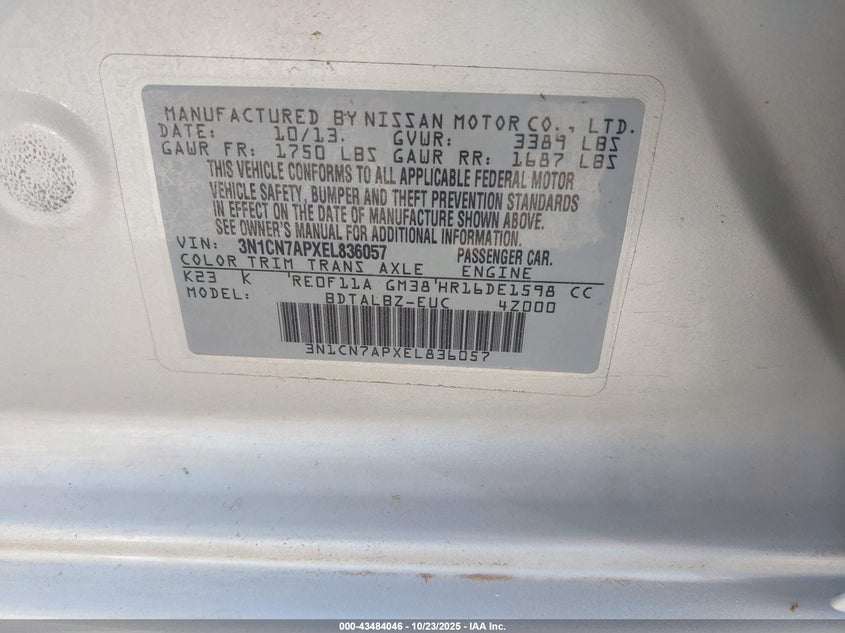 MANUFACTURED BY NISSAN MOTOR CO., LTD.
DATE: 10/13. GVWR: 3389 LBS
GAWR FR: 1750 LBS GAWR RR: 1687 LBS
THIS VEHICLE CONFORMS TO ALL APPLICABLE FEDERAL MOTOR
VEHICLE SAFETY, BUMPER AND THEFT PREVENTION STANDARDS
IN EFFECT ON THE DATE OF MANUFACTURE SHOWN ABOVE.
SEE OWNER'S MANUAL FOR ADDITIONAL INFORMATION.
VIN: 3N1CN7APXEL836057 PASSENGER CAR.
COLOR TRIM TRANS AXLE ENGINE
K23 K 'RE0F11A GM38'HR16DE1598 CC
MODEL: BDTALBZ-EUC 4Z000
3N1CN7APXEL836057
000-43484046 - 10/23/2025 - IAA Inc.